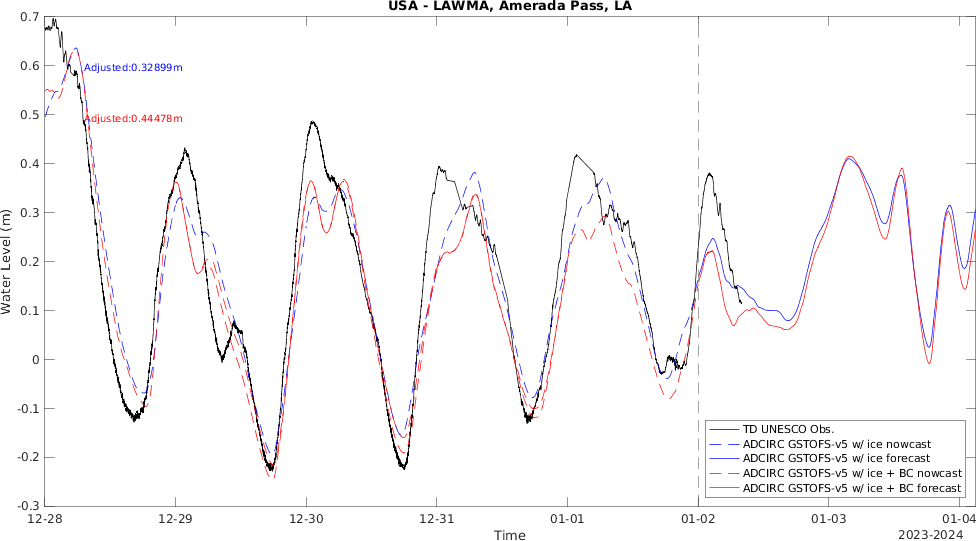 USA - LAWMA, Amerada Pass, LA
0.7
0.6
0.5
0.4
0.3
0.2
0.1
0
-0.1
-0.2
-0.3
Water Level (m)
Adjusted:0.32899m
Adjusted:0.44478m
TD UNESCO Obs.
ADCIRC GSTOFS-v5 w/ ice nowcast
ADCIRC GSTOFS-v5 w/ ice forecast
ADCIRC GSTOFS-v5 w/ ice + BC nowcast
ADCIRC GSTOFS-v5 w/ ice + BC forecast
12-28 12-29 12-30 12-31 01-01 01-02 01-03 01-04
Time
2023-2024